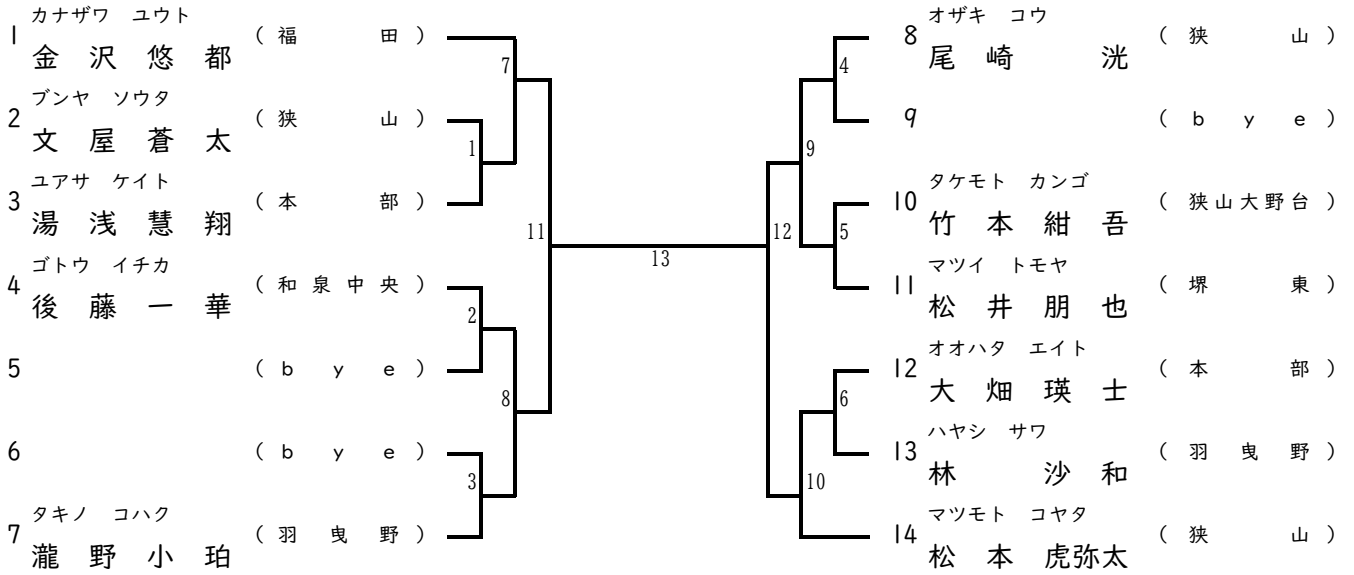 カナザワ ユウト
1 金沢悠都 (福田)
ブンヤ ソウタ
2 文屋蒼太 (狭山)
ユアサ ケイト
3 湯浅慧翔 (本部)
ゴトウ イチカ
4 後藤一華 (和泉中央)
5 (bye)
6 (bye)
タキノ コハク
7 瀧野小珀 (羽曳野)
7
1
11
2
8
3
13
4
9
12
5
6
10
オザキ コウ
8 尾崎 洸 (狭山)
9 (bye)
タケモト カンゴ
10 竹本紺吾 (狭山大野台)
マツイ トモヤ
11 松井朋也 (堺東)
オオハタ エイト
12 大畑瑛士 (本部)
ハヤシ サワ
13 林 沙和 (羽曳野)
マツモト コヤタ
14 松本虎弥太 (狭山)